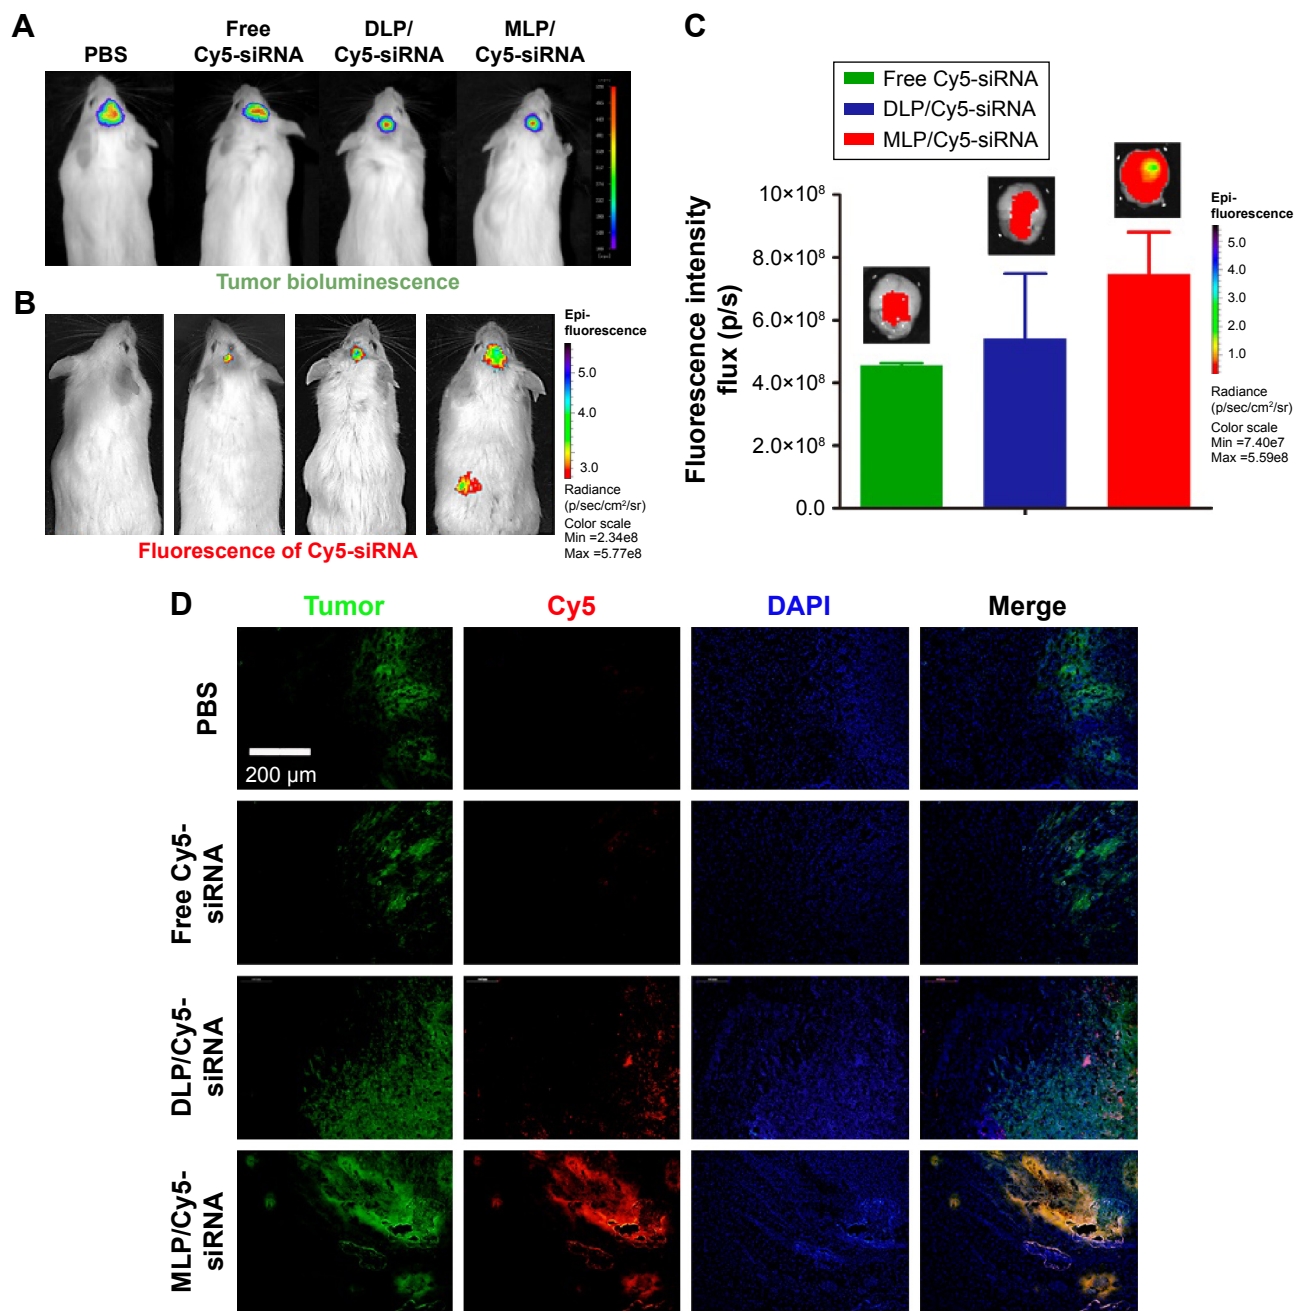 A
PBS
Free
Cy5-siRNA
DLP/
Cy5-siRNA
MLP/
Cy5-siRNA
Tumor bioluminescence
B
Epi-
fluorescence
5.0
4.0
3.0
Radiance
(p/sec/cm²/sr)
Color scale
Min =2.34e8
Max =5.77e8
Fluorescence of Cy5-siRNA
C
Free Cy5-siRNA
DLP/Cy5-siRNA
MLP/Cy5-siRNA
Fluorescence intensity
flux (p/s)
10×10⁸
8.0×10⁸
6.0×10⁸
4.0×10⁸
2.0×10⁸
0.0
Epi-
fluorescence
5.0
4.0
3.0
2.0
1.0
Radiance
(p/sec/cm²/sr)
Color scale
Min =7.40e7
Max =5.59e8
D
Tumor
Cy5
DAPI
Merge
PBS
200 µm
Free Cy5-
siRNA
DLP/Cy5-
siRNA
MLP/Cy5-
siRNA